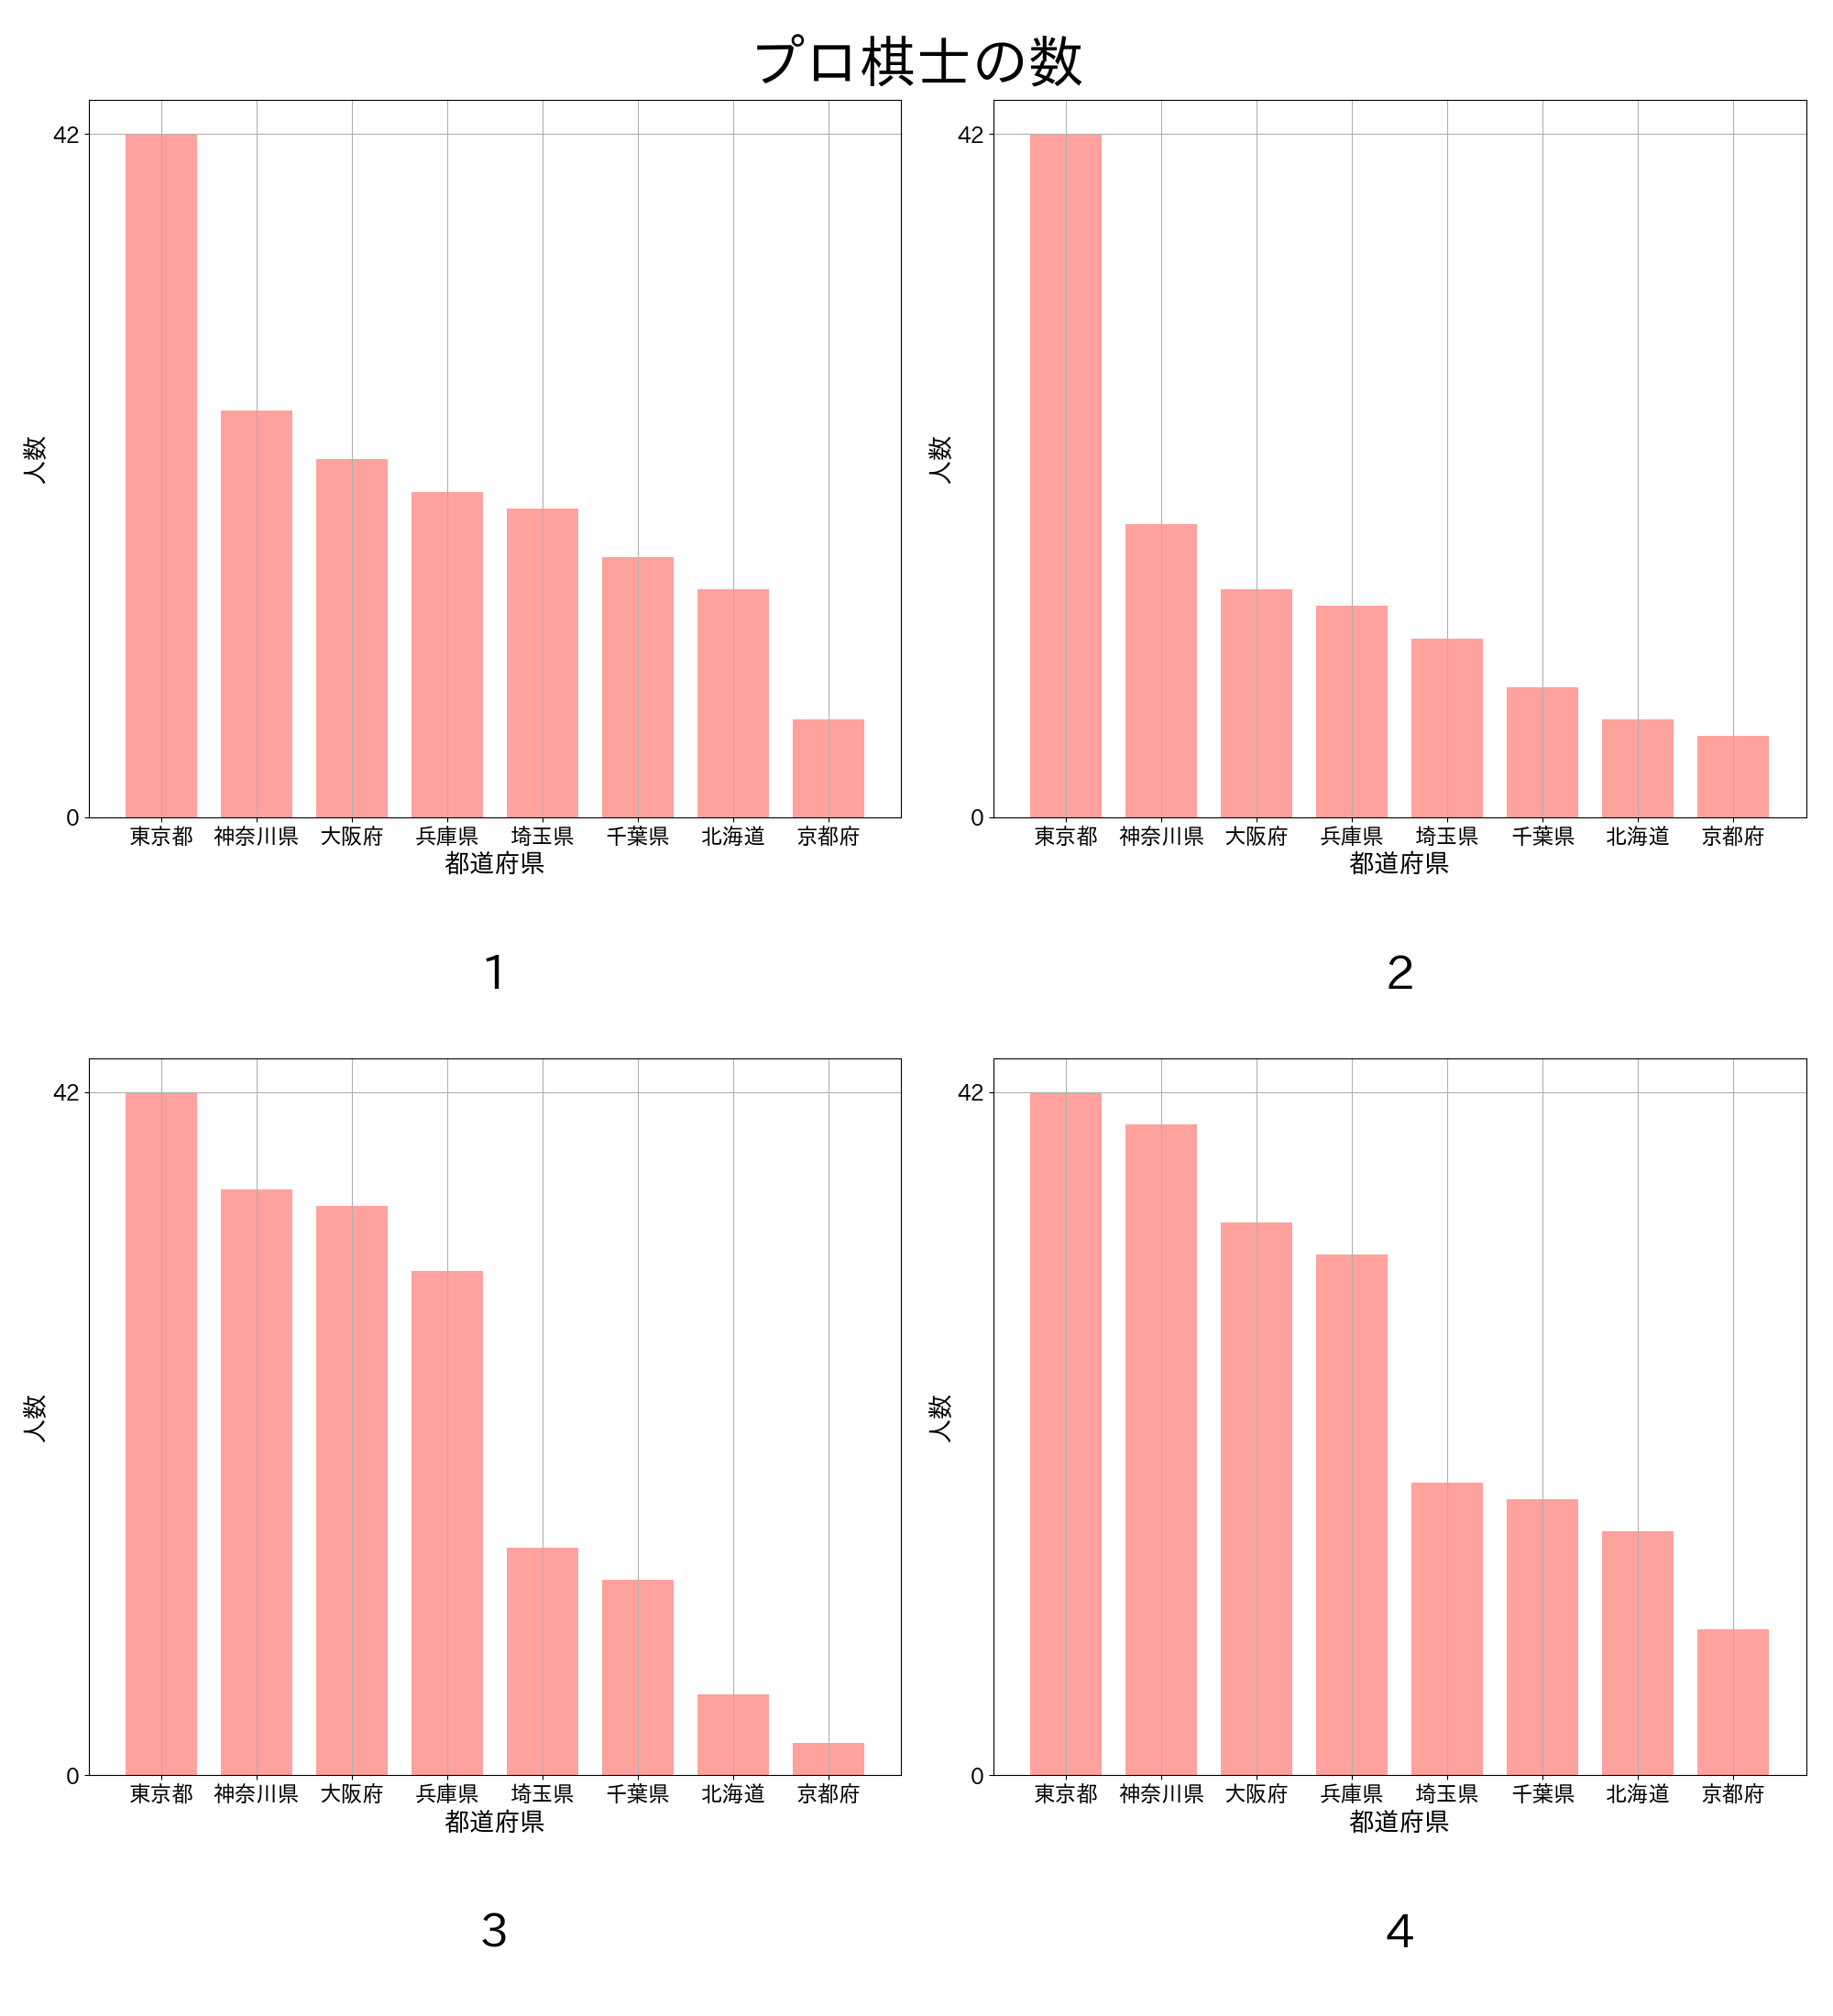 プロ棋士の数
42
0
人数
東京都 神奈川県 大阪府 兵庫県 埼玉県 千葉県 北海道 京都府
都道府県
1
42
0
人数
東京都 神奈川県 大阪府 兵庫県 埼玉県 千葉県 北海道 京都府
都道府県
2
42
0
人数
東京都 神奈川県 大阪府 兵庫県 埼玉県 千葉県 北海道 京都府
都道府県
3
42
0
人数
東京都 神奈川県 大阪府 兵庫県 埼玉県 千葉県 北海道 京都府
都道府県
4